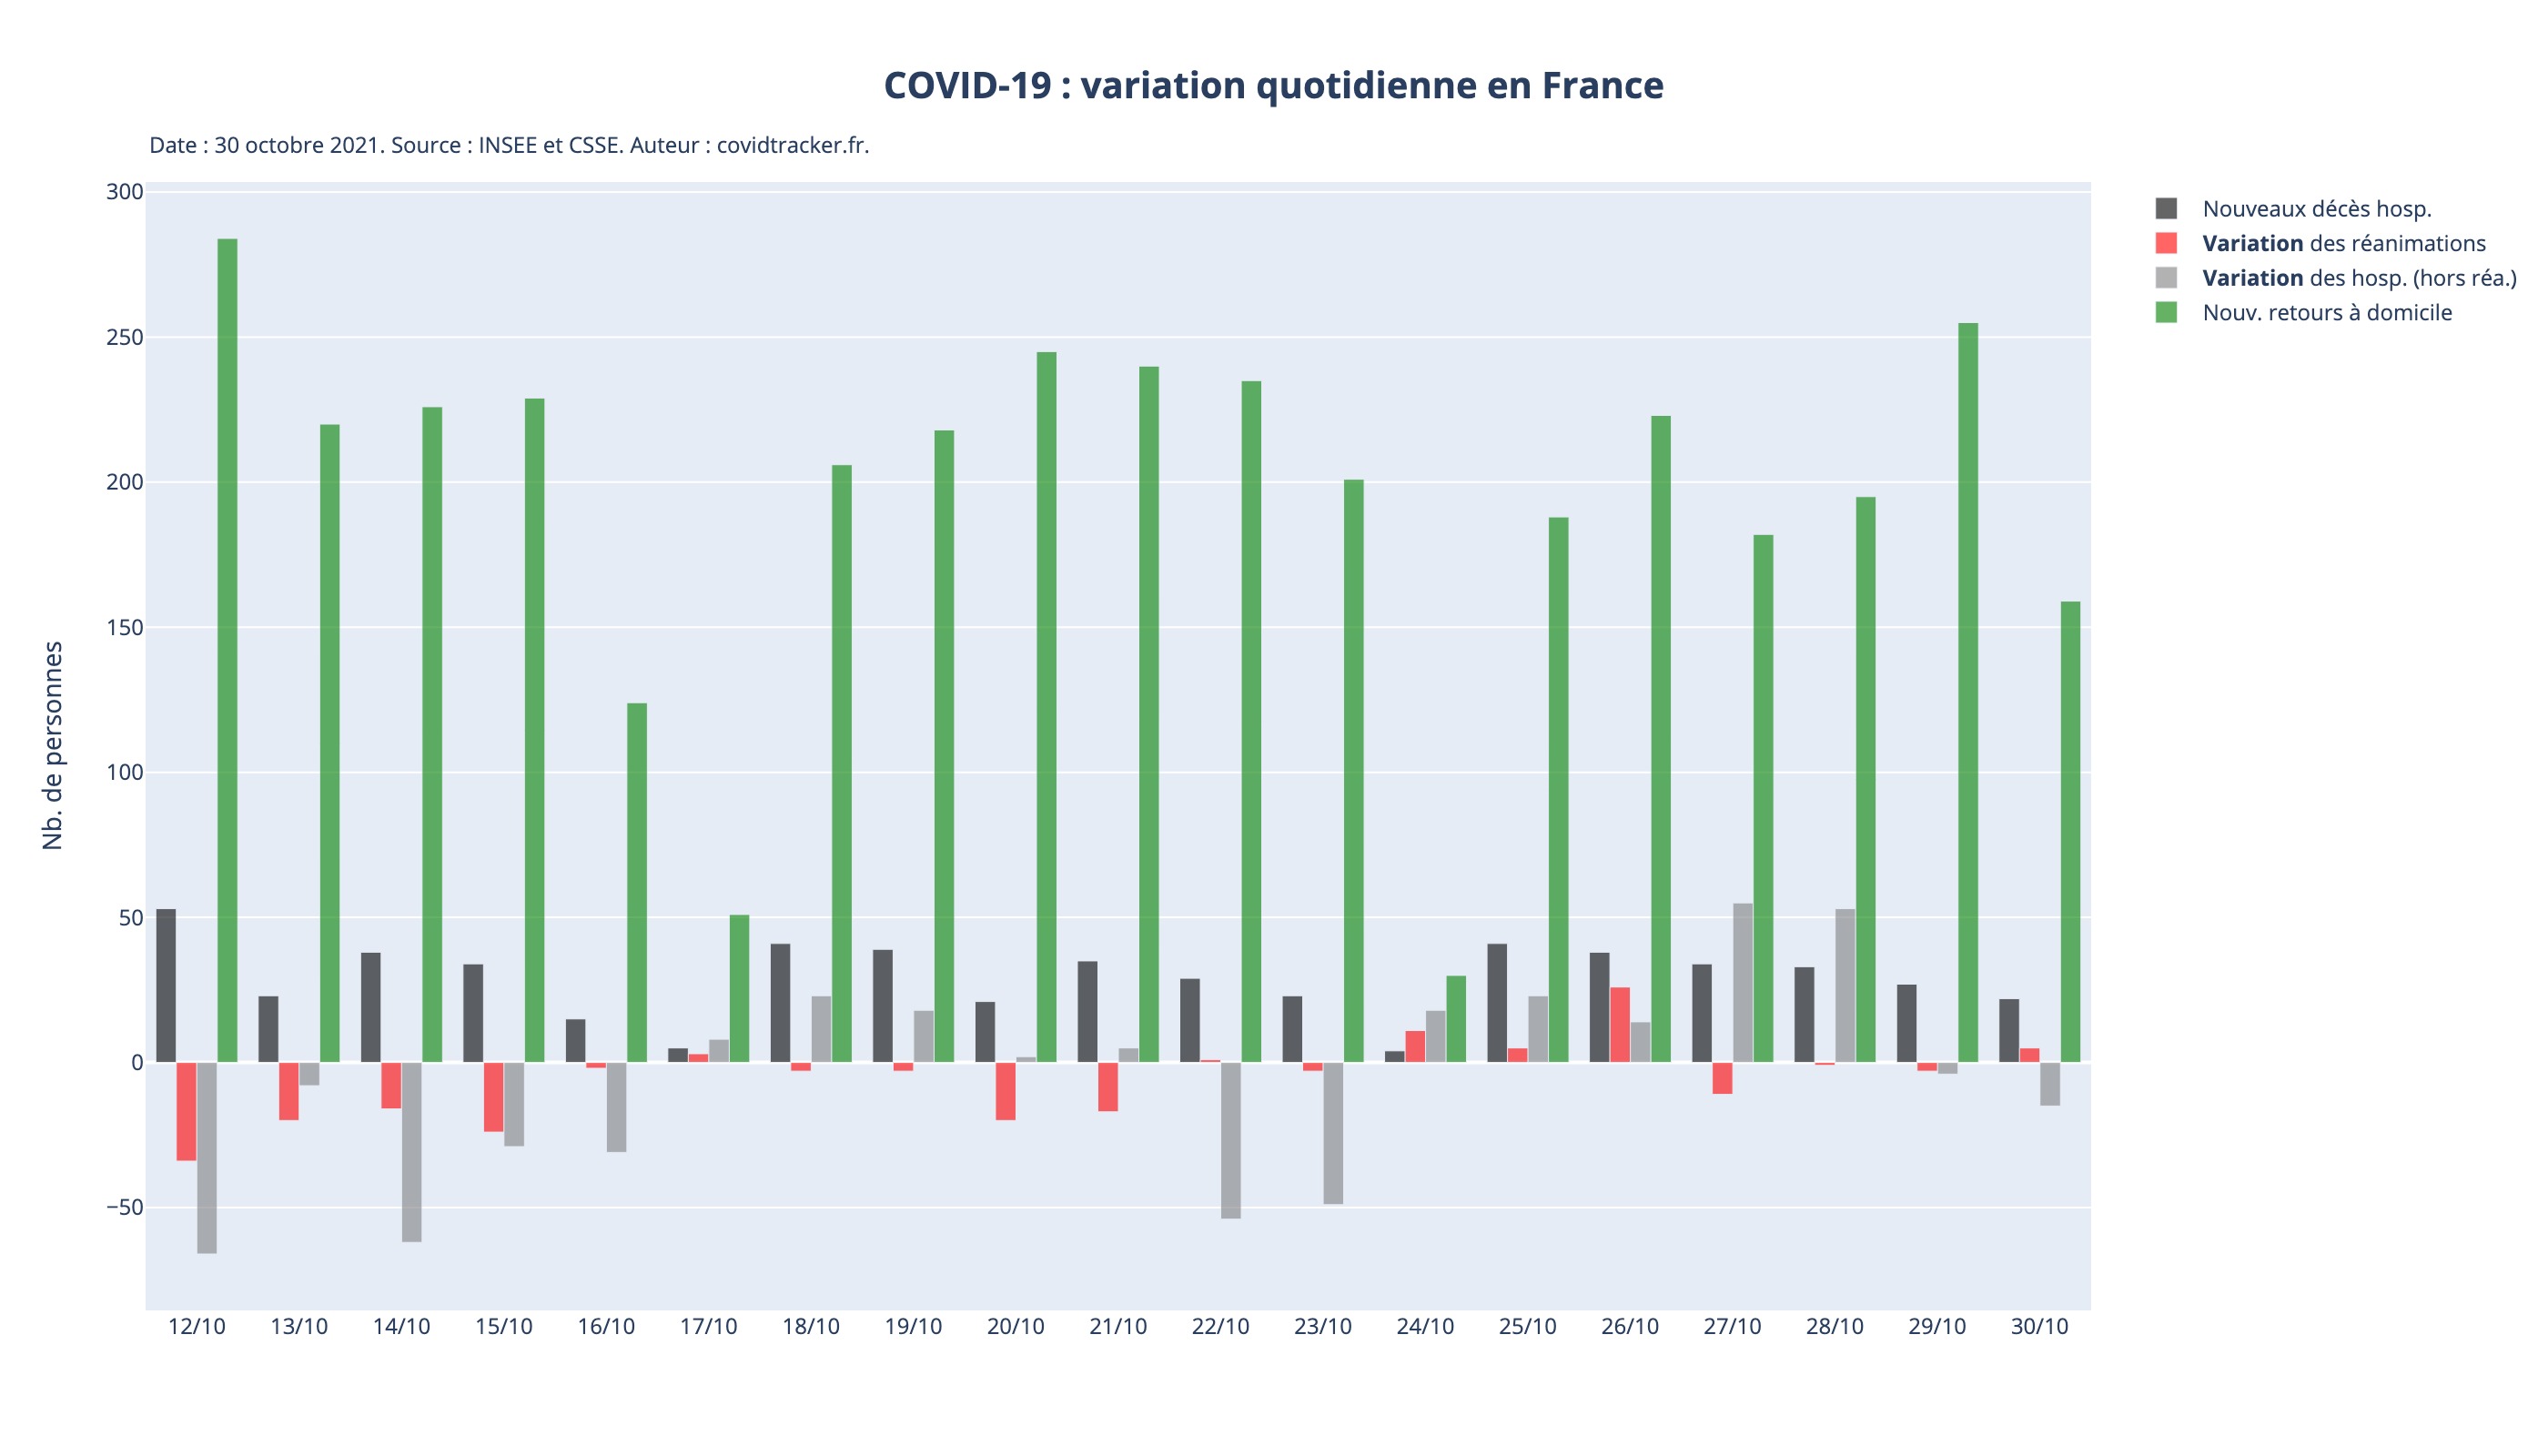 COVID-19 : variation quotidienne en France
Date : 30 octobre 2021. Source : INSEE et CSSE. Auteur : covidtracker.fr.
Nb. de personnes
300
250
200
150
100
50
0
−50
12/10 13/10 14/10 15/10 16/10 17/10 18/10 19/10 20/10 21/10 22/10 23/10 24/10 25/10 26/10 27/10 28/10 29/10 30/10
Nouveaux décès hosp.
Variation des réanimations
Variation des hosp. (hors réa.)
Nouv. retours à domicile